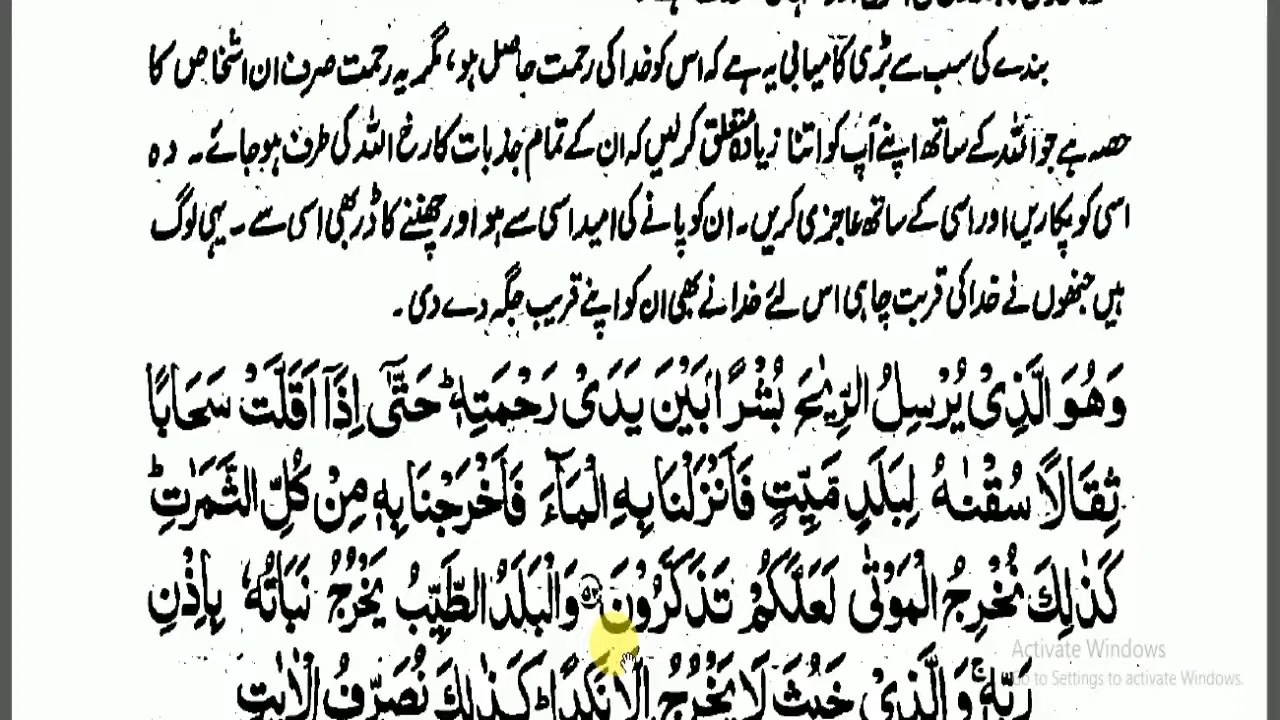 بندے کی سب سے بڑی کامیابی یہ ہے کہ اس کو خدا کی رحمت حاصل ہو، مگر یہ رحمت صرف ان اشخاص کا
حصہ ہے جو اللہ کے ساتھ اپنے آپ کو اتنا زیادہ متعلق کرلیں کہ ان کے تمام جذبات کا رخ اللہ کی طرف ہوجائے۔ وہ
اسی کو پکاریں اور اسی کے ساتھ عاجزی کریں۔ ان کو پانے کی امید اسی سے ہو اور چھننے کا ڈر بھی اسی سے۔ یہی لوگ
ہیں جنھوں نے خدا کی قربت چاہی اس لئے خدا نے بھی ان کو اپنے قریب جگہ دے دی۔
وَهُوَ الَّذِیْ یُرْسِلُ الرِّیٰحَ بُشْرًۢا بَیْنَ یَدَیْ رَحْمَتِهٖ ؕ حَتّٰۤی اِذَاۤ اَقَلَّتْ سَحَابًا
ثِقَالًا سُقْنٰهُ لِبَلَدٍ مَّیِّتٍ فَاَنْزَلْنَا بِهِ الْمَآءَ فَاَخْرَجْنَا بِهٖ مِنْ کُلِّ الثَّمَرٰتِ ؕ
کَذٰلِكَ نُخْرِجُ الْمَوْتٰی لَعَلَّکُمْ تَذَکَّرُوْنَ ۵۷ وَالْبَلَدُ الطَّیِّبُ یَخْرُجُ نَبَاتُهٗ بِاِذْنِ
رَبِّهٖ ۚ وَالَّذِیْ خَبُثَ لَا یَخْرُجُ اِلَّا نَکِدًا ؕ کَذٰلِكَ نُصَرِّفُ الْاٰیٰتِ
Activate Windows
Go to Settings to activate Windows.